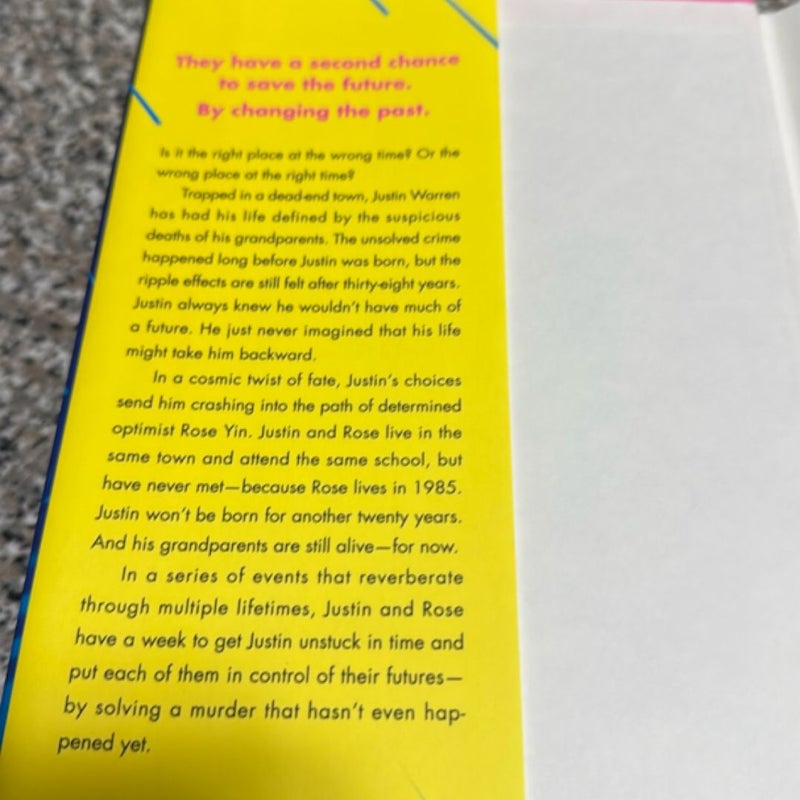 They have a second chance
to save the future.
By changing the past.
Is it the right place at the wrong time? Or the
wrong place at the right time?
Trapped in a dead-end town, Justin Warren
has had his life defined by the suspicious
deaths of his grandparents. The unsolved crime
happened long before Justin was born, but the
ripple effects are still felt after thirty-eight years.
Justin always knew he wouldn't have much of
a future. He just never imagined that his life
might take him backward.
In a cosmic twist of fate, Justin's choices
send him crashing into the path of determined
optimist Rose Yin. Justin and Rose live in the
same town and attend the same school, but
have never met—because Rose lives in 1985.
Justin won't be born for another twenty years.
And his grandparents are still alive—for now.
In a series of events that reverberate
through multiple lifetimes, Justin and Rose
have a week to get Justin unstuck in time and
put each of them in control of their futures—
by solving a murder that hasn't even hap-
pened yet.